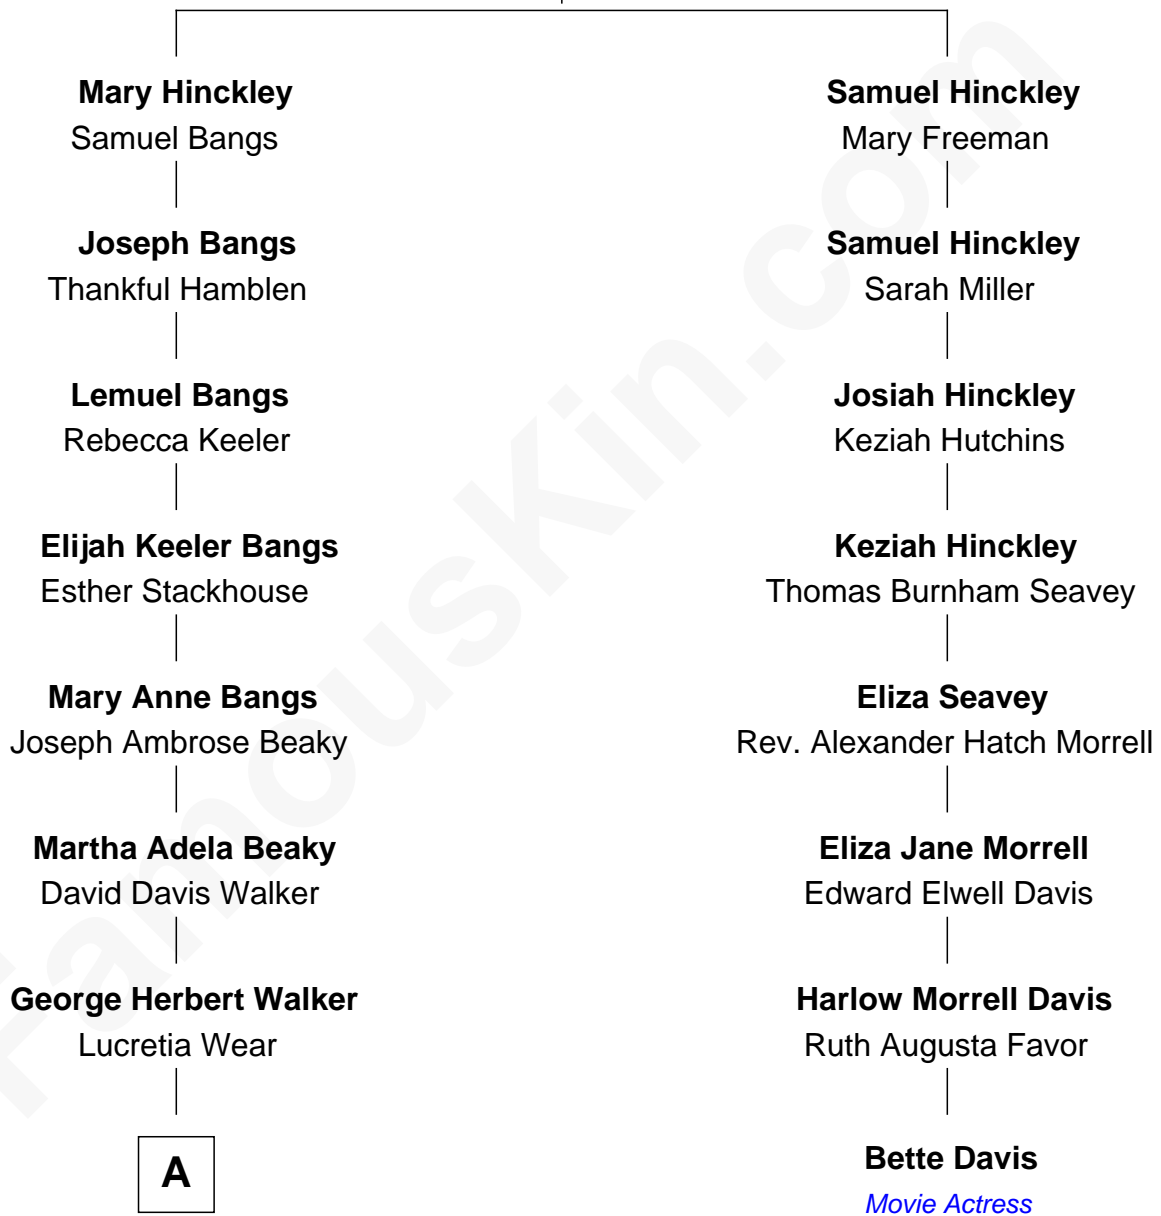 Mary Hinckley
Samuel Bangs
Joseph Bangs
Thankful Hamblen
Lemuel Bangs
Rebecca Keeler
Elijah Keeler Bangs
Esther Stackhouse
Mary Anne Bangs
Joseph Ambrose Beaky
Martha Adela Beaky
David Davis Walker
George Herbert Walker
Lucretia Wear
A
Samuel Hinckley
Mary Freeman
Samuel Hinckley
Sarah Miller
Josiah Hinckley
Keziah Hutchins
Keziah Hinckley
Thomas Burnham Seavey
Eliza Seavey
Rev. Alexander Hatch Morrell
Eliza Jane Morrell
Edward Elwell Davis
Harlow Morrell Davis
Ruth Augusta Favor
Bette Davis
Movie Actress
FamousKin.com